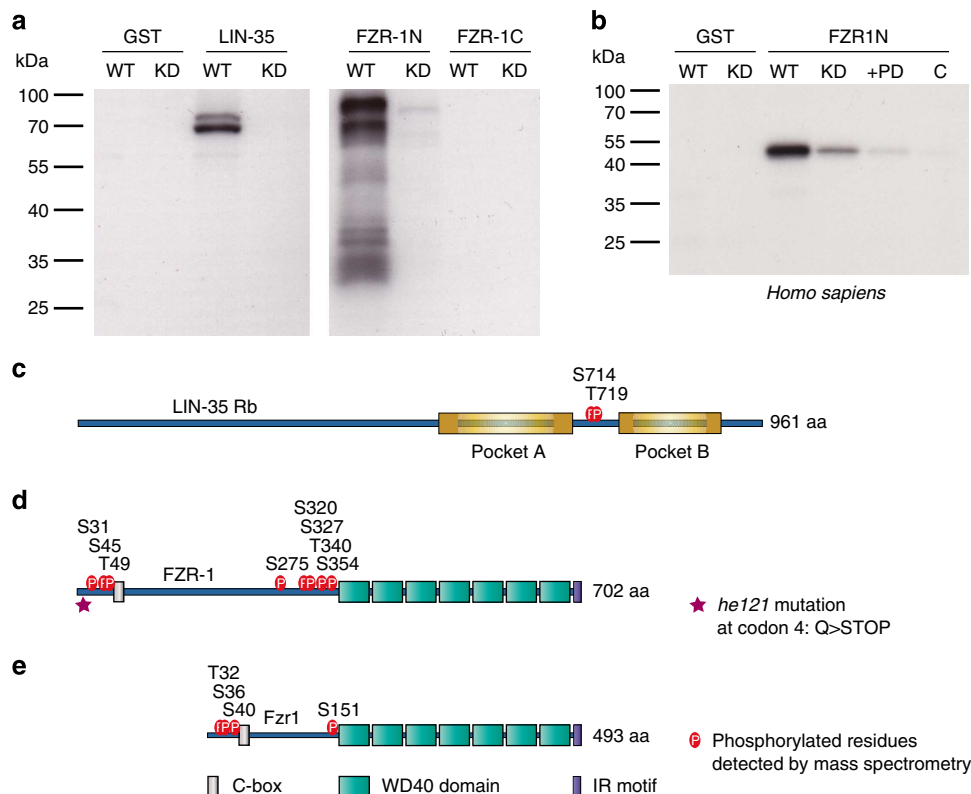 a
GST LIN-35 FZR-1N FZR-1C
kDa WT KD WT KD WT KD WT KD
100
70
55
40
35
25
b
GST FZR1N
kDa WT KD WT KD +PD C
100
70
55
40
35
25
Homo sapiens
c
S714
T719
LIN-35 Rb
961 aa
Pocket A Pocket B
d
S320
S31 S327
S45 T340
T49 FZR-1 S275 S354
P P P P P P P P
702 aa
he121 mutation
at codon 4: Q>STOP
e
T32
S36
S40 Fzr1 S151
P P P P
493 aa
P Phosphorylated residues
detected by mass spectrometry
C-box WD40 domain IR motif